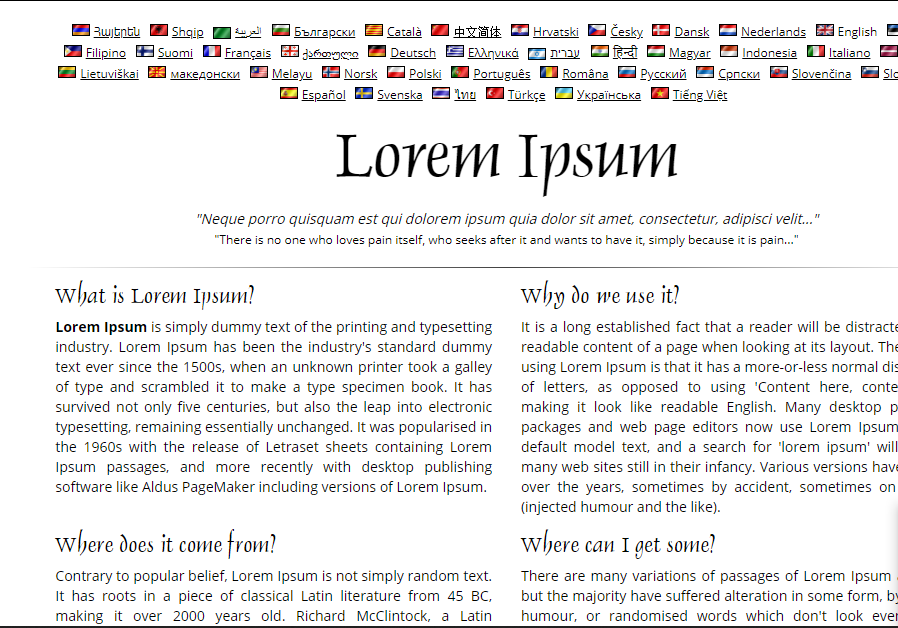 Հայերեն Shqip العربية Български Català 中文简体 Hrvatski Česky Dansk Nederlands English
Filipino Suomi Français ქართული Deutsch Ελληνικά עברית हिन्दी Magyar Indonesia Italiano
Lietuviškai македонски Melayu Norsk Polski Português Româna Русский Српски Slovenčina Slo
Español Svenska ไทย Türkçe Українська Tiếng Việt
Lorem Ipsum
"Neque porro quisquam est qui dolorem ipsum quia dolor sit amet, consectetur, adipisci velit..."
"There is no one who loves pain itself, who seeks after it and wants to have it, simply because it is pain..."
What is Lorem Ipsum?
Lorem Ipsum is simply dummy text of the printing and typesetting
industry. Lorem Ipsum has been the industry's standard dummy
text ever since the 1500s, when an unknown printer took a galley
of type and scrambled it to make a type specimen book. It has
survived not only five centuries, but also the leap into electronic
typesetting, remaining essentially unchanged. It was popularised in
the 1960s with the release of Letraset sheets containing Lorem
Ipsum passages, and more recently with desktop publishing
software like Aldus PageMaker including versions of Lorem Ipsum.
Why do we use it?
It is a long established fact that a reader will be distracte
readable content of a page when looking at its layout. The
using Lorem Ipsum is that it has a more-or-less normal dis
of letters, as opposed to using 'Content here, conte
making it look like readable English. Many desktop p
packages and web page editors now use Lorem Ipsum
default model text, and a search for 'lorem ipsum' will
many web sites still in their infancy. Various versions have
over the years, sometimes by accident, sometimes on
(injected humour and the like).
Where does it come from?
Contrary to popular belief, Lorem Ipsum is not simply random text.
It has roots in a piece of classical Latin literature from 45 BC,
making it over 2000 years old. Richard McClintock, a Latin
Where can I get some?
There are many variations of passages of Lorem Ipsum
but the majority have suffered alteration in some form, by
humour, or randomised words which don't look even